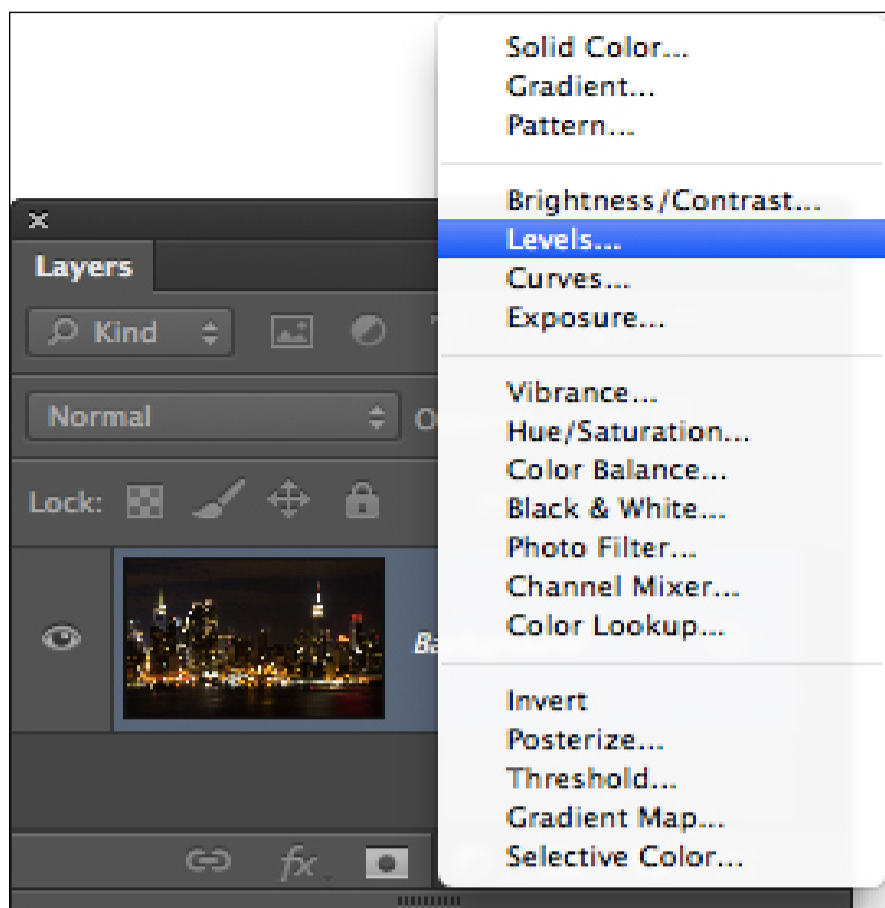 Solid Color...
Gradient...
Pattern...
Brightness/Contrast...
Levels...
Curves...
Exposure...
Vibrance...
Hue/Saturation...
Color Balance...
Black & White...
Photo Filter...
Channel Mixer...
Color Lookup...
Invert
Posterize...
Threshold...
Gradient Map...
Selective Color...
Layers
Kind
Normal
Lock:
fx